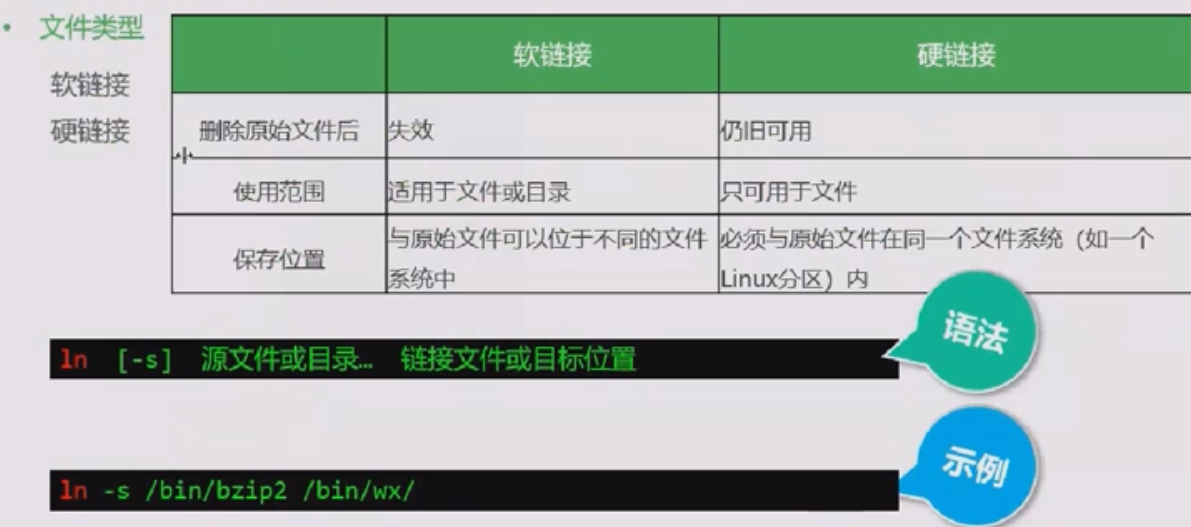 • 文件类型
软链接
硬链接
软链接 硬链接
删除原始文件后 失效 仍旧可用
使用范围 适用于文件或目录 只可用于文件
保存位置 与原始文件可以位于不同的文件系统中 必须与原始文件在同一个文件系统（如一个Linux分区）内
语法
ln [-s] 源文件或目录… 链接文件或目标位置
示例
ln -s /bin/bzip2 /bin/wx/